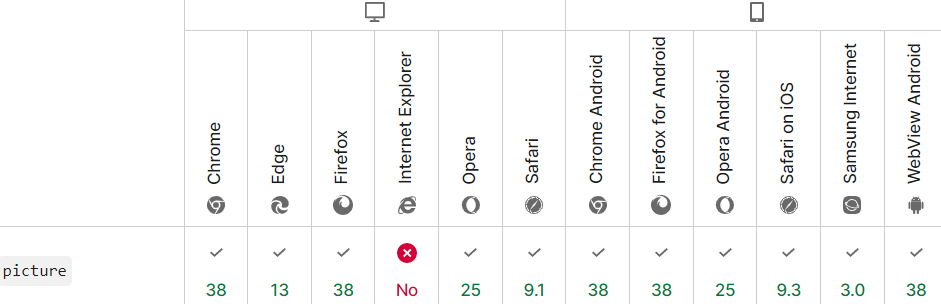 Chrome
Edge
Firefox
Internet Explorer
Opera
Safari
Chrome Android
Firefox for Android
Opera Android
Safari on iOS
Samsung Internet
WebView Android
picture
38 13 38 No 25 9.1 38 38 25 9.3 3.0 38